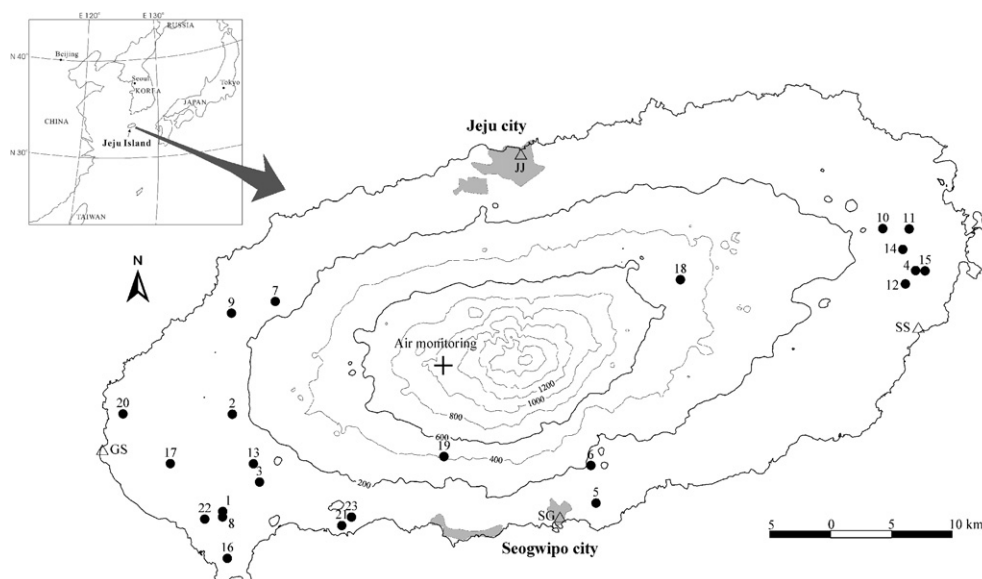 E 120°
E 130°
RUSSIA
N 40°
Beijing
Seoul
KOREA
Tokyo
JAPAN
CHINA
Jeju Island
N 30°
TAIWAN
Jeju city
JJ
10
11
14
4
15
12
18
SS
N
7
9
Air monitoring
1200
1000
800
600
400
200
20
2
GS
17
13
3
19
6
5
22
1
8
21
23
SG
16
Seogwipo city
5
0
5
10 km